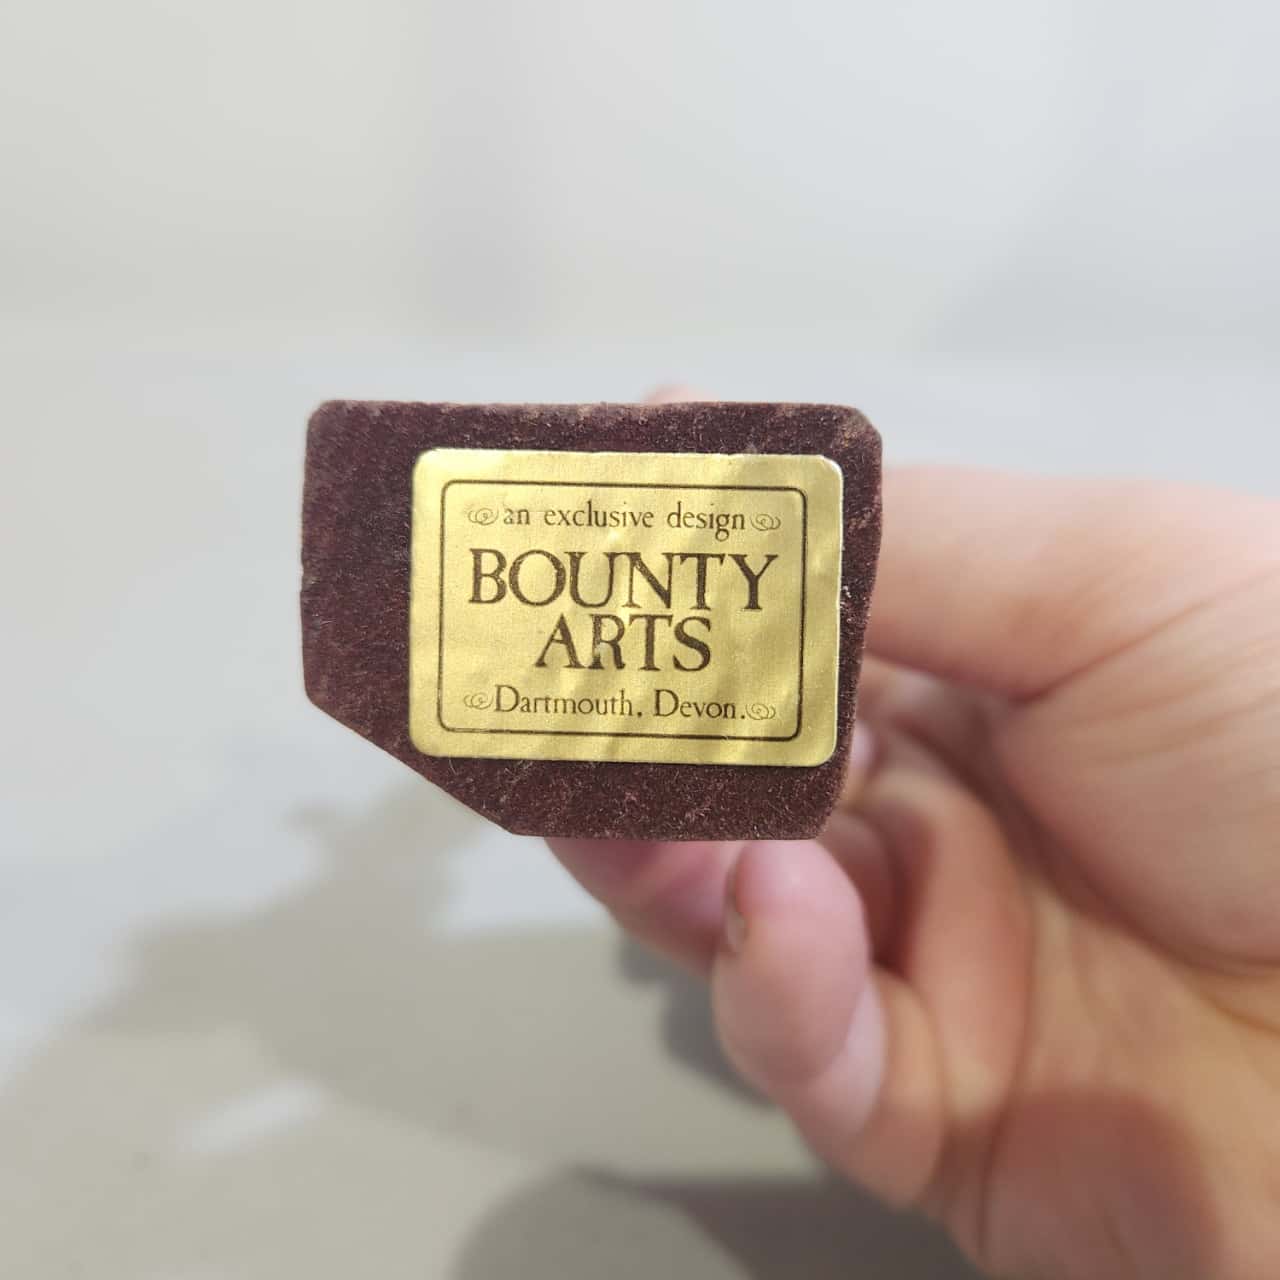 an exclusive design
BOUNTY
ARTS
Dartmouth, Devon.